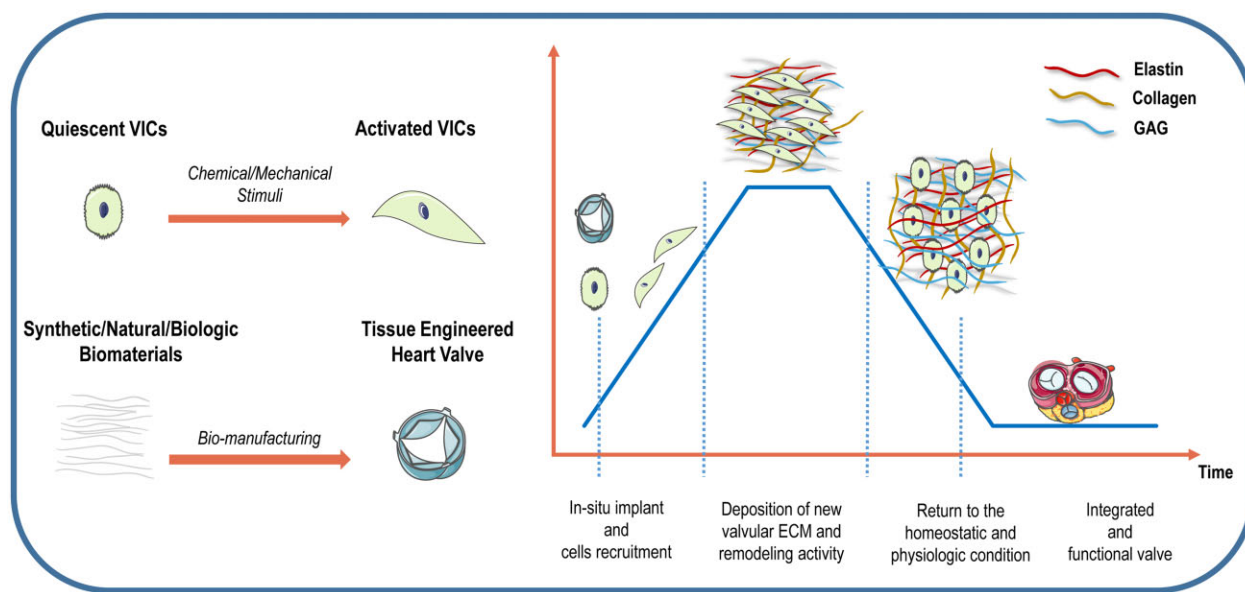 Quiescent VICs
Activated VICs
Chemical/Mechanical
Stimuli
Synthetic/Natural/Biologic
Biomaterials
Tissue Engineered
Heart Valve
Bio-manufacturing
Elastin
Collagen
GAG
Time
In-situ implant
and
cells recruitment
Deposition of new
valvular ECM and
remodeling activity
Return to the
homeostatic and
physiologic condition
Integrated
and
functional valve